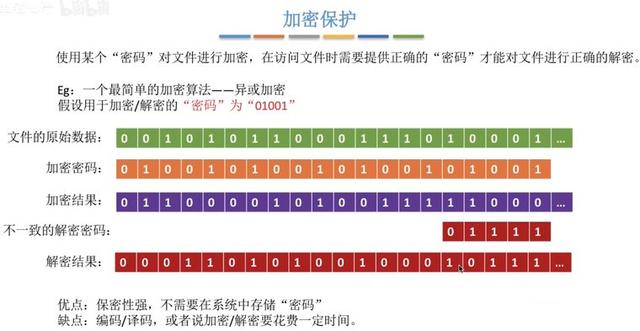 bilibili
加密保护
使用某个“密码”对文件进行加密，在访问文件时需要提供正确的“密码”才能对文件进行正确的解密。
Eg：一个最简单的加密算法——异或加密
假设用于加密/解密的“密码”为“01001”
文件的原始数据： 0 0 1 0 1 0 1 1 0 0 0 1 1 1 0 1 0 0 0 1 ...
加密密码： 0 1 0 0 1 0 1 0 0 1 0 1 0 0 1 0 1 0 0 1
加密结果： 0 1 1 0 0 0 0 1 0 1 0 0 1 1 1 1 1 0 0 0 ...
不一致的解密密码： 0 1 1 1 1
解密结果： 0 0 0 1 1 0 1 0 1 0 0 1 0 0 0 1 0 1 1 1 ...
优点：保密性强，不需要在系统中存储“密码”
缺点：编码/译码，或者说加密/解密要花费一定时间。